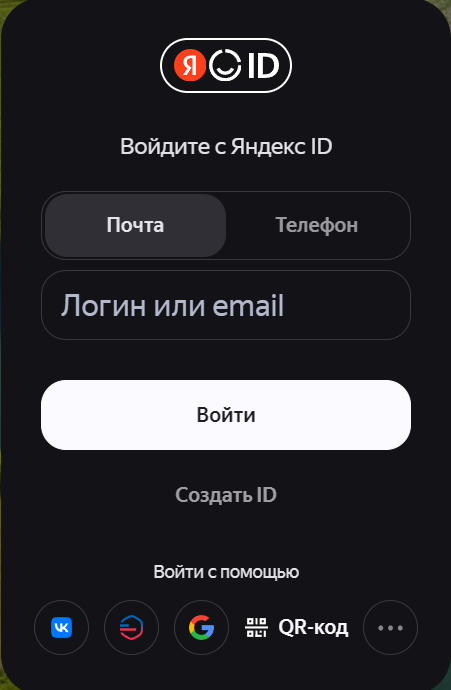 Я ID
Войдите с Яндекс ID
Почта Телефон
Логин или email
Войти
Создать ID
Войти с помощью
QR-код